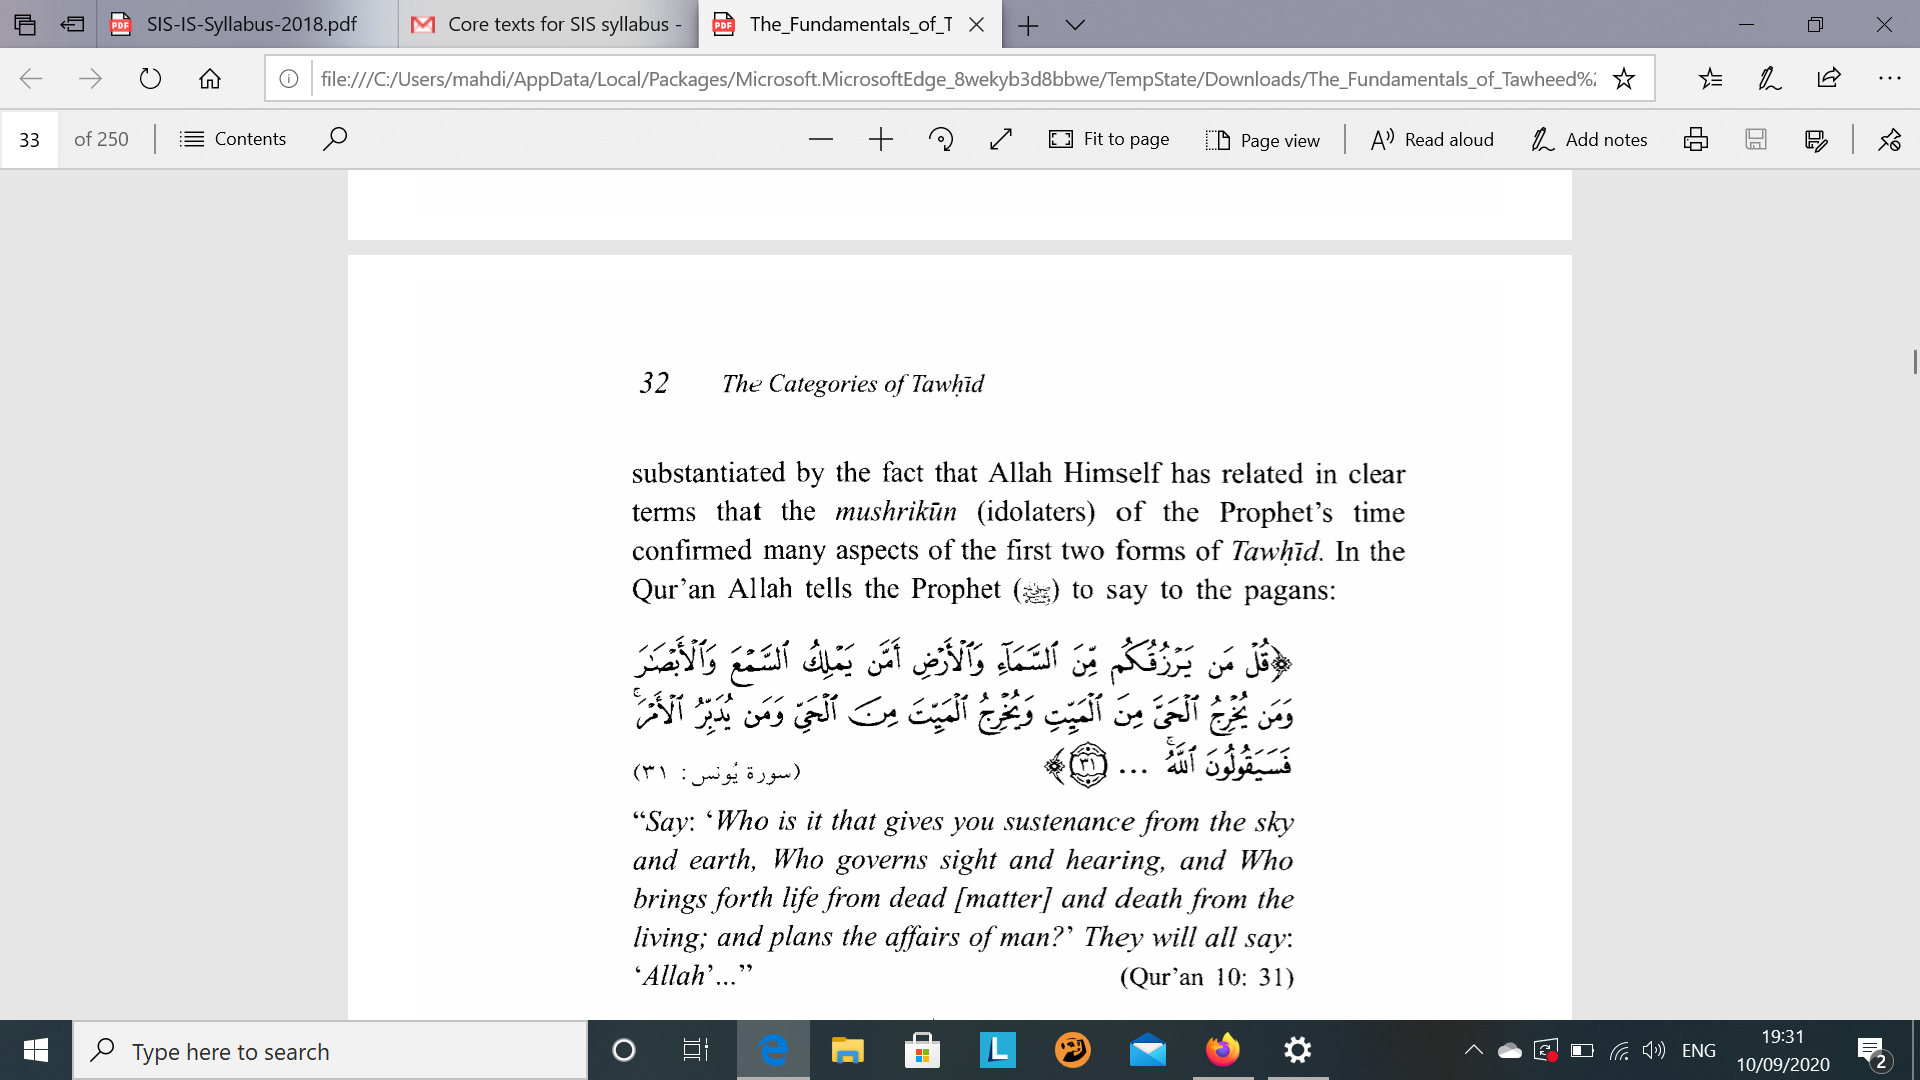 SIS-IS-Syllabus-2018.pdf
Core texts for SIS syllabus -
The_Fundamentals_of_T
file:///C:/Users/mahdi/AppData/Local/Packages/Microsoft.MicrosoftEdge_8wekyb3d8bbwe/TempState/Downloads/The_Fundamentals_of_Tawheed%2
33 of 250 Contents Fit to page Page view Read aloud Add notes
32 The Categories of Tawḥīd
substantiated by the fact that Allah Himself has related in clear
terms that the mushrikūn (idolaters) of the Prophet's time
confirmed many aspects of the first two forms of Tawḥīd. In the
Qur'an Allah tells the Prophet (ﷺ) to say to the pagans:
﴿قُلْ مَن يَرْزُقُكُم مِّنَ ٱلسَّمَآءِ وَٱلْأَرْضِ أَمَّن يَمْلِكُ ٱلسَّمْعَ وَٱلْأَبْصَـٰرَ
وَمَن يُخْرِجُ ٱلْحَىَّ مِنَ ٱلْمَيِّتِ وَيُخْرِجُ ٱلْمَيِّتَ مِنَ ٱلْحَىِّ وَمَن يُدَبِّرُ ٱلْأَمْرَ ۚ
فَسَيَقُولُونَ ٱللَّهُ ۚ ... ٣١﴾ (سورة يُونس: ٣١)
“Say: ‘Who is it that gives you sustenance from the sky
and earth, Who governs sight and hearing, and Who
brings forth life from dead [matter] and death from the
living; and plans the affairs of man?’ They will all say:
‘Allah’...” (Qur'an 10: 31)
Type here to search
ENG
19:31
10/09/2020
2